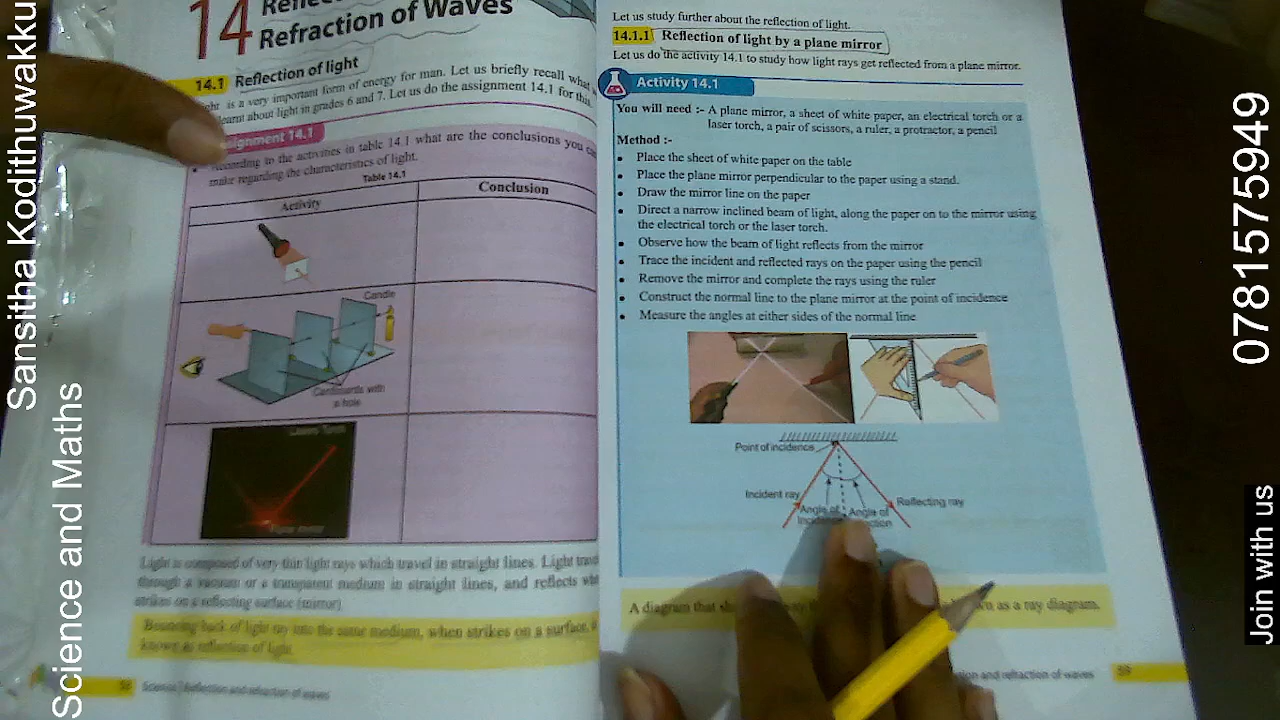 Sansitha Kodithuwakku
Science and Maths
14
Refraction of Waves
14.1 Reflection of light
is a very important form of energy for man. Let us briefly recall what
learnt about light in grades 6 and 7. Let us do the assignment 14.1 for this.
Assignment 14.1
According to the activities in table 14.1 what are the conclusions you can
make regarding the characteristics of light.
Table 14.1
Activity
Conclusion
Candle
Cardboards with
a hole
Light is composed of very thin light rays which travel in straight lines. Light
through a vacuum or a transparent medium in straight lines, and reflects
strikes on a reflecting surface (mirror)
Bouncing back of light ray into the same medium, when strikes on a surface,
known as reflection of light.
Science | Reflection and refraction of waves
Let us study further about the reflection of light.
14.1.1 Reflection of light by a plane mirror
Let us do the activity 14.1 to study how light rays get reflected from a plane mirror.
Activity 14.1
You will need :- A plane mirror, a sheet of white paper, an electrical torch or a
laser torch, a pair of scissors, a ruler, a protractor, a pencil
Method :-
• Place the sheet of white paper on the table
• Place the plane mirror perpendicular to the paper using a stand.
• Draw the mirror line on the paper
• Direct a narrow inclined beam of light, along the paper on to the mirror using
the electrical torch or the laser torch.
• Observe how the beam of light reflects from the mirror
• Trace the incident and reflected rays on the paper using the pencil
• Remove the mirror and complete the rays using the ruler
• Construct the normal line to the plane mirror at the point of incidence
• Measure the angles at either sides of the normal line
Point of incidence
Incident ray
Reflecting ray
Angle of
Angle of
A diagram that as a ray diagram.
and refraction of waves
0781575949
Join with us